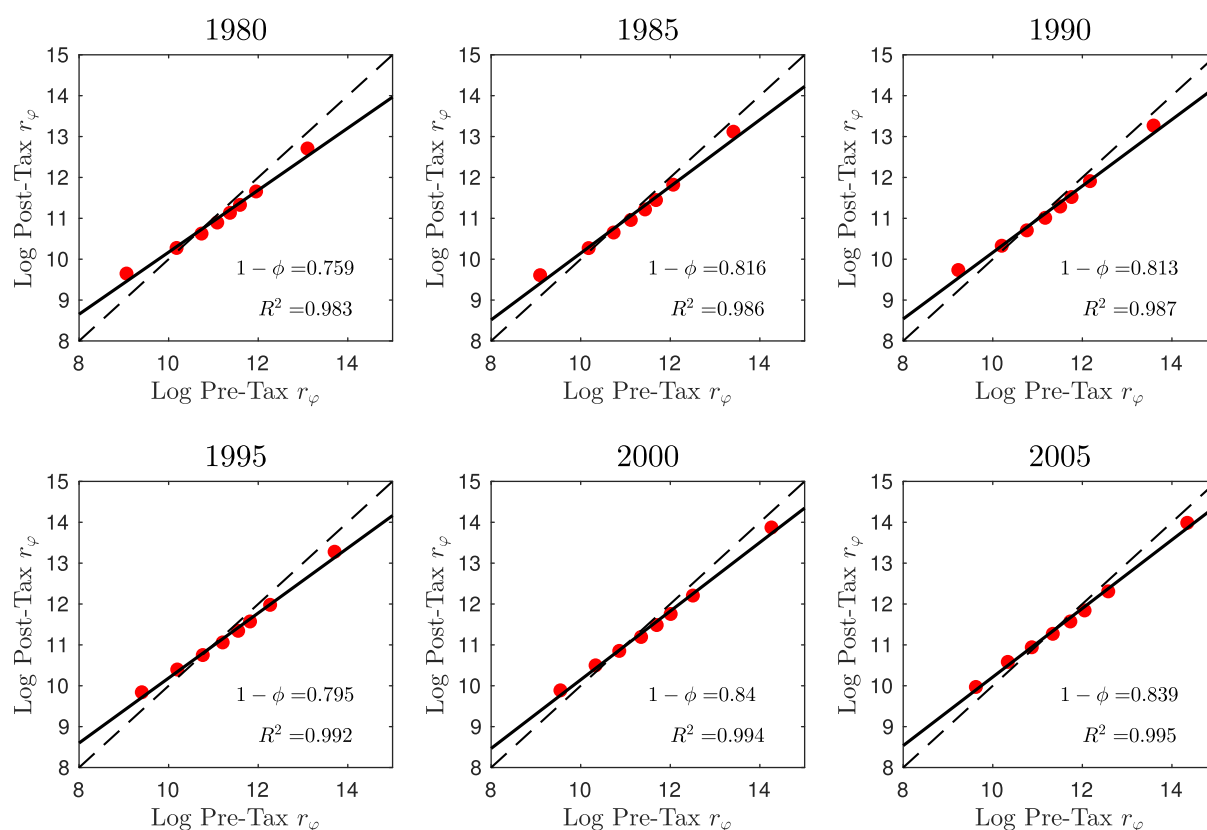 1980
15
14
13
12
11
10
9
8
Log Post-Tax r_φ
1 − ϕ =0.759
R² =0.983
8 10 12 14
Log Pre-Tax r_φ
1985
15
14
13
12
11
10
9
8
Log Post-Tax r_φ
1 − ϕ =0.816
R² =0.986
8 10 12 14
Log Pre-Tax r_φ
1990
15
14
13
12
11
10
9
8
Log Post-Tax r_φ
1 − ϕ =0.813
R² =0.987
8 10 12 14
Log Pre-Tax r_φ
1995
15
14
13
12
11
10
9
8
Log Post-Tax r_φ
1 − ϕ =0.795
R² =0.992
8 10 12 14
Log Pre-Tax r_φ
2000
15
14
13
12
11
10
9
8
Log Post-Tax r_φ
1 − ϕ =0.84
R² =0.994
8 10 12 14
Log Pre-Tax r_φ
2005
15
14
13
12
11
10
9
8
Log Post-Tax r_φ
1 − ϕ =0.839
R² =0.995
8 10 12 14
Log Pre-Tax r_φ